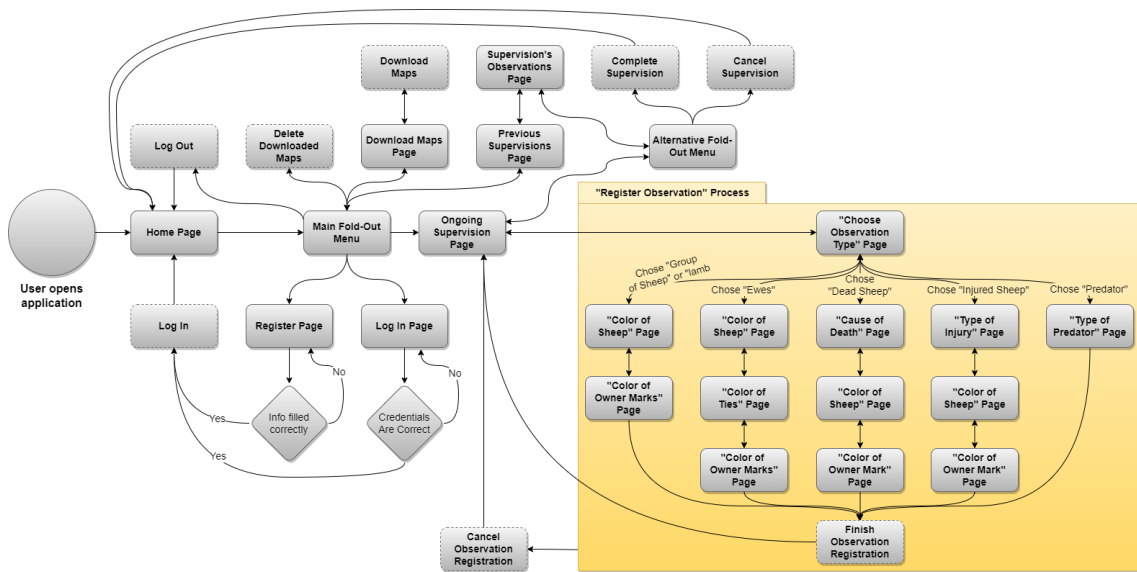 Download
Maps
Supervision's
Observations
Page
Complete
Supervision
Cancel
Supervision
Log Out
Delete
Downloaded
Maps
Download Maps
Page
Previous
Supervisions
Page
Alternative Fold-
Out Menu
"Register Observation" Process
User opens
application
Home Page
Main Fold-Out
Menu
Ongoing
Supervision
Page
"Choose
Observation
Type" Page
Chose "Group
of Sheep" or "lamb
Chose "Ewes"
Chose
"Dead Sheep"
Chose "Injured Sheep"
Chose "Predator"
Log In
Register Page
Log In Page
"Color of
Sheep" Page
"Color of
Sheep" Page
"Cause of
Death" Page
"Type of
Injury" Page
"Type of
Predator" Page
No
No
Yes
Info filled
correctly
Credentials
Are Correct
Yes
"Color of
Owner Marks"
Page
"Color of
Ties" Page
"Color of
Sheep" Page
"Color of
Sheep" Page
"Color of
Owner Marks"
Page
"Color of
Owner Mark"
Page
"Color of
Owner Mark"
Page
Cancel
Observation
Registration
Finish
Observation
Registration